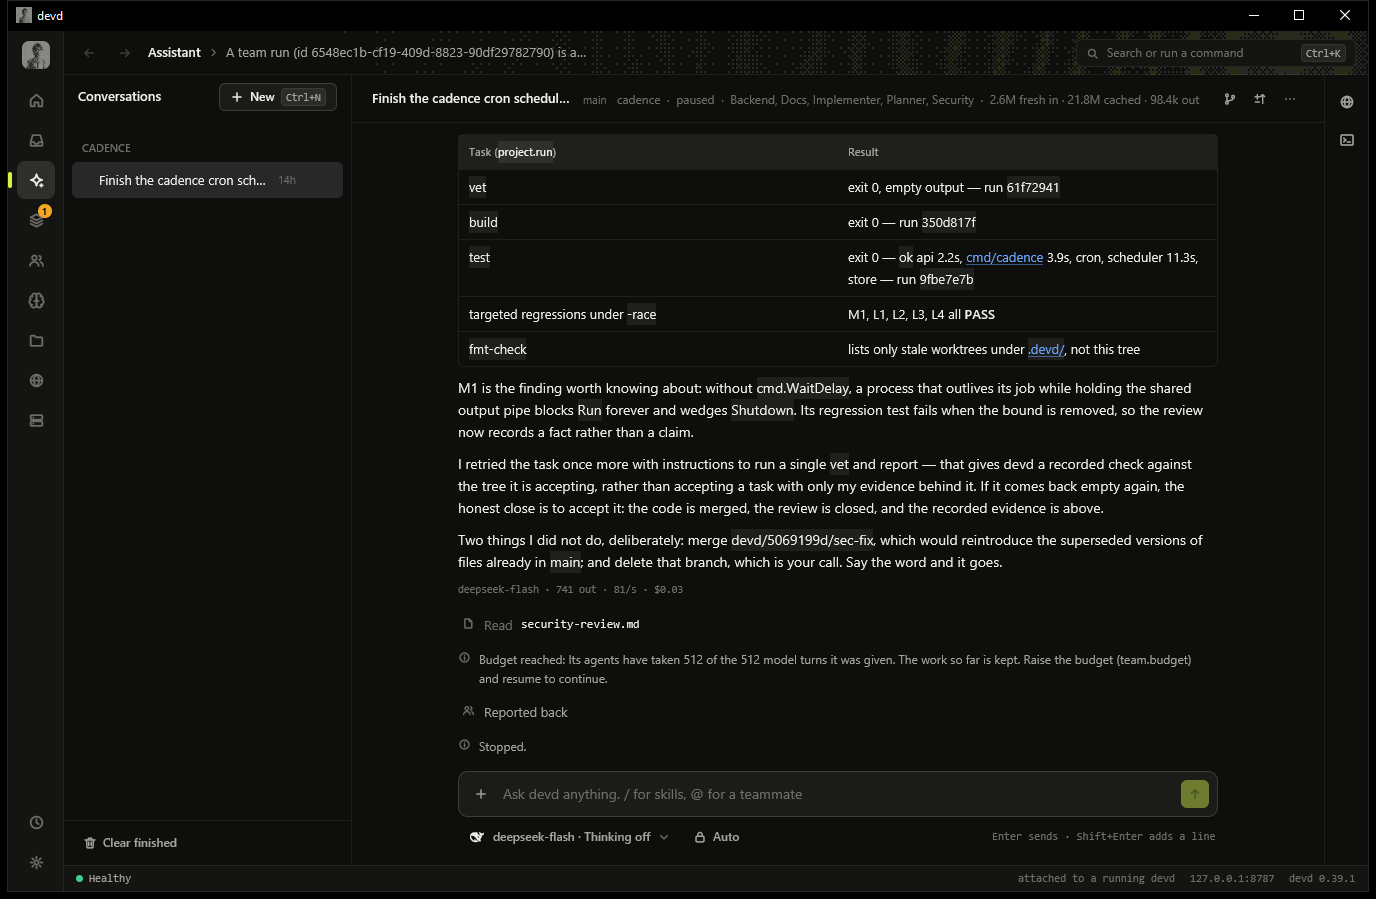 devd
Assistant > A team run (id 6548ec1b-cf19-409d-8823-90df29782790) is a...
Search or run a command Ctrl+K
Conversations
+ New Ctrl+N
CADENCE
Finish the cadence cron sch... 14h
1
Clear finished
Finish the cadence cron schedul... main cadence · paused · Backend, Docs, Implementer, Planner, Security · 2.6M fresh in · 21.8M cached · 98.4k out
Task (project.run) Result
vet exit 0, empty output — run 61f72941
build exit 0 — run 350d817f
test exit 0 — ok api 2.2s, cmd/cadence 3.9s, cron, scheduler 11.3s,
store — run 9fbe7e7b
targeted regressions under -race M1, L1, L2, L3, L4 all PASS
fmt-check lists only stale worktrees under .devd/, not this tree
M1 is the finding worth knowing about: without cmd.WaitDelay, a process that outlives its job while holding the shared
output pipe blocks Run forever and wedges Shutdown. Its regression test fails when the bound is removed, so the review
now records a fact rather than a claim.
I retried the task once more with instructions to run a single vet and report — that gives devd a recorded check against
the tree it is accepting, rather than accepting a task with only my evidence behind it. If it comes back empty again, the
honest close is to accept it: the code is merged, the review is closed, and the recorded evidence is above.
Two things I did not do, deliberately: merge devd/5069199d/sec-fix, which would reintroduce the superseded versions of
files already in main; and delete that branch, which is your call. Say the word and it goes.
deepseek-flash · 741 out · 81/s · $0.03
Read security-review.md
Budget reached: Its agents have taken 512 of the 512 model turns it was given. The work so far is kept. Raise the budget (team.budget)
and resume to continue.
Reported back
Stopped.
Ask devd anything. / for skills, @ for a teammate
deepseek-flash · Thinking off Auto
Enter sends · Shift+Enter adds a line
Healthy
attached to a running devd 127.0.0.1:8787 devd 0.39.1